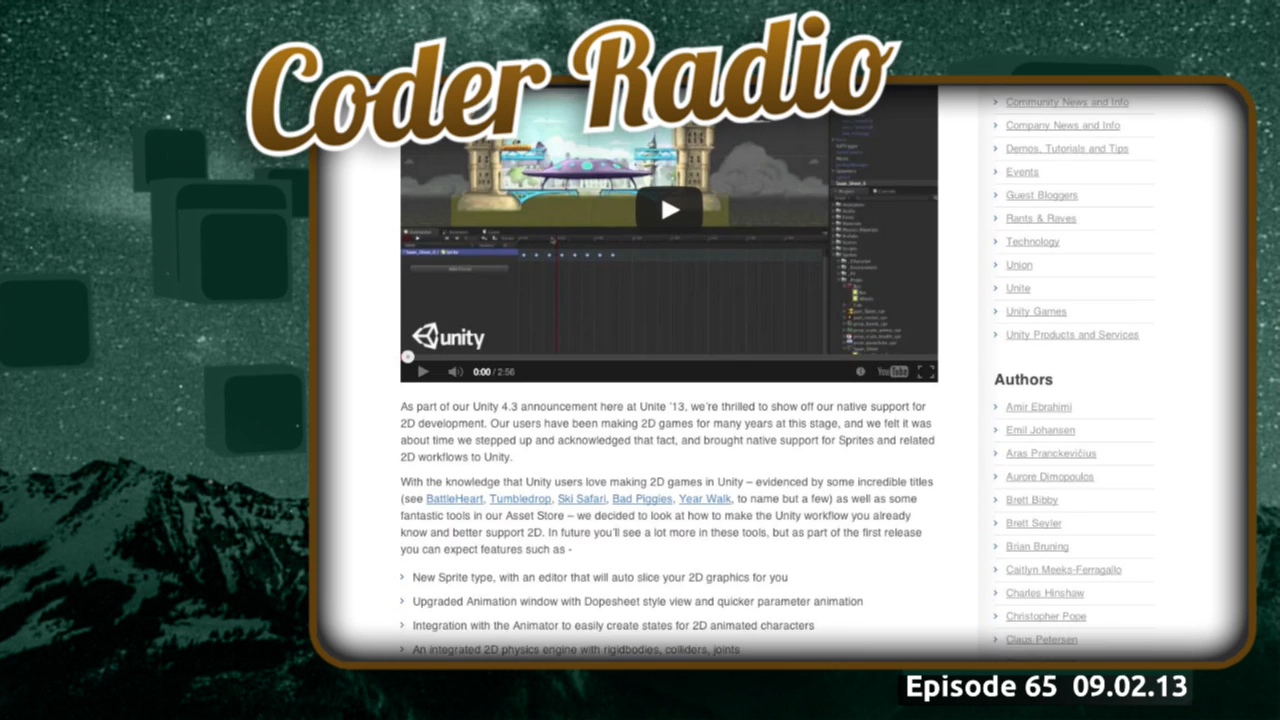 Coder Radio
unity
0:00 / 2:56
YouTube
As part of our Unity 4.3 announcement here at Unite '13, we're thrilled to show off our native support for
2D development. Our users have been making 2D games for many years at this stage, and we felt it was
about time we stepped up and acknowledged that fact, and brought native support for Sprites and related
2D workflows to Unity.
With the knowledge that Unity users love making 2D games in Unity – evidenced by some incredible titles
(see BattleHeart, Tumbledrop, Ski Safari, Bad Piggies, Year Walk, to name but a few) as well as some
fantastic tools in our Asset Store – we decided to look at how to make the Unity workflow you already
know and better support 2D. In future you'll see a lot more in these tools, but as part of the first release
you can expect features such as -
New Sprite type, with an editor that will auto slice your 2D graphics for you
Upgraded Animation window with Dopesheet style view and quicker parameter animation
Integration with the Animator to easily create states for 2D animated characters
An integrated 2D physics engine with rigidbodies, colliders, joints
Community News and Info
Company News and Info
Demos, Tutorials and Tips
Events
Guest Bloggers
Rants & Raves
Technology
Union
Unite
Unity Games
Unity Products and Services
Authors
Amir Ebrahimi
Emil Johansen
Aras Pranckevičius
Aurore Dimopoulos
Brett Bibby
Brett Seyler
Brian Bruning
Caitlyn Meeks-Ferragallo
Charles Hinshaw
Christopher Pope
Claus Petersen
Episode 65 09.02.13